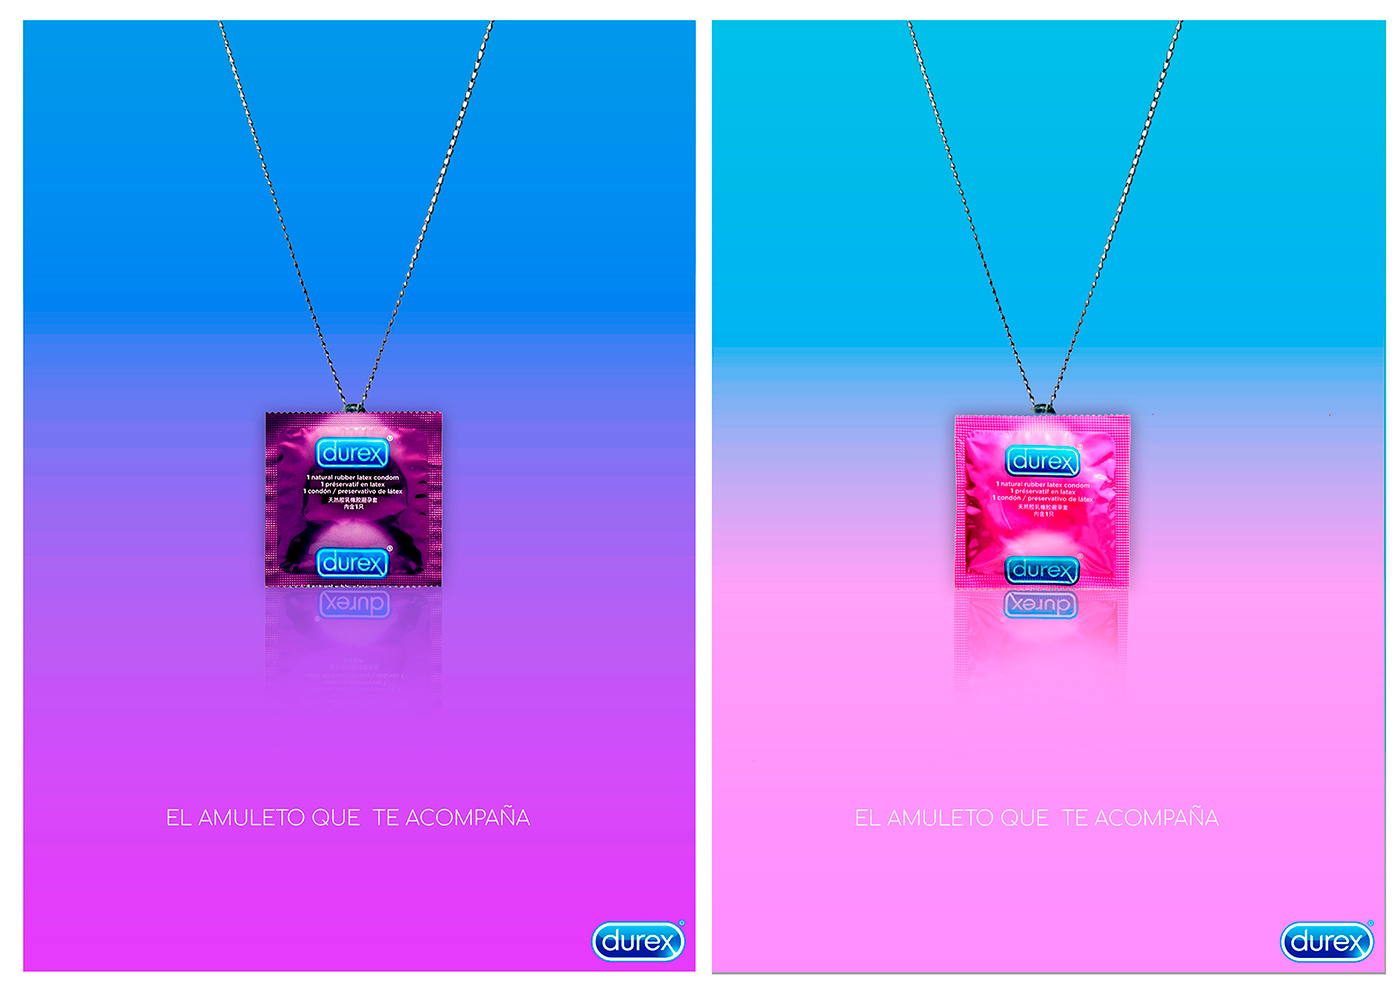 durex
1 natural rubber latex condom
1 préservatif en latex
1 condón / preservativo de látex
天然胶乳橡胶避孕套
内含1只
durex
durex
EL AMULETO QUE TE ACOMPAÑA
durex
durex
1 natural rubber latex condom
1 préservatif en latex
1 condón / preservativo de látex
天然胶乳橡胶避孕套
内含1只
durex
durex
EL AMULETO QUE TE ACOMPAÑA
durex